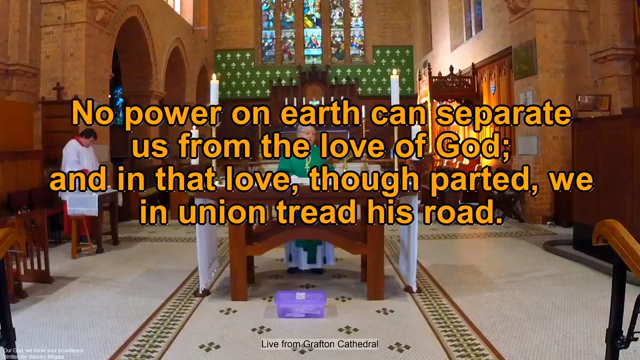 No power on earth can separate
us from the love of God;
and in that love, though parted, we
in union tread his road.
Live from Grafton Cathedral